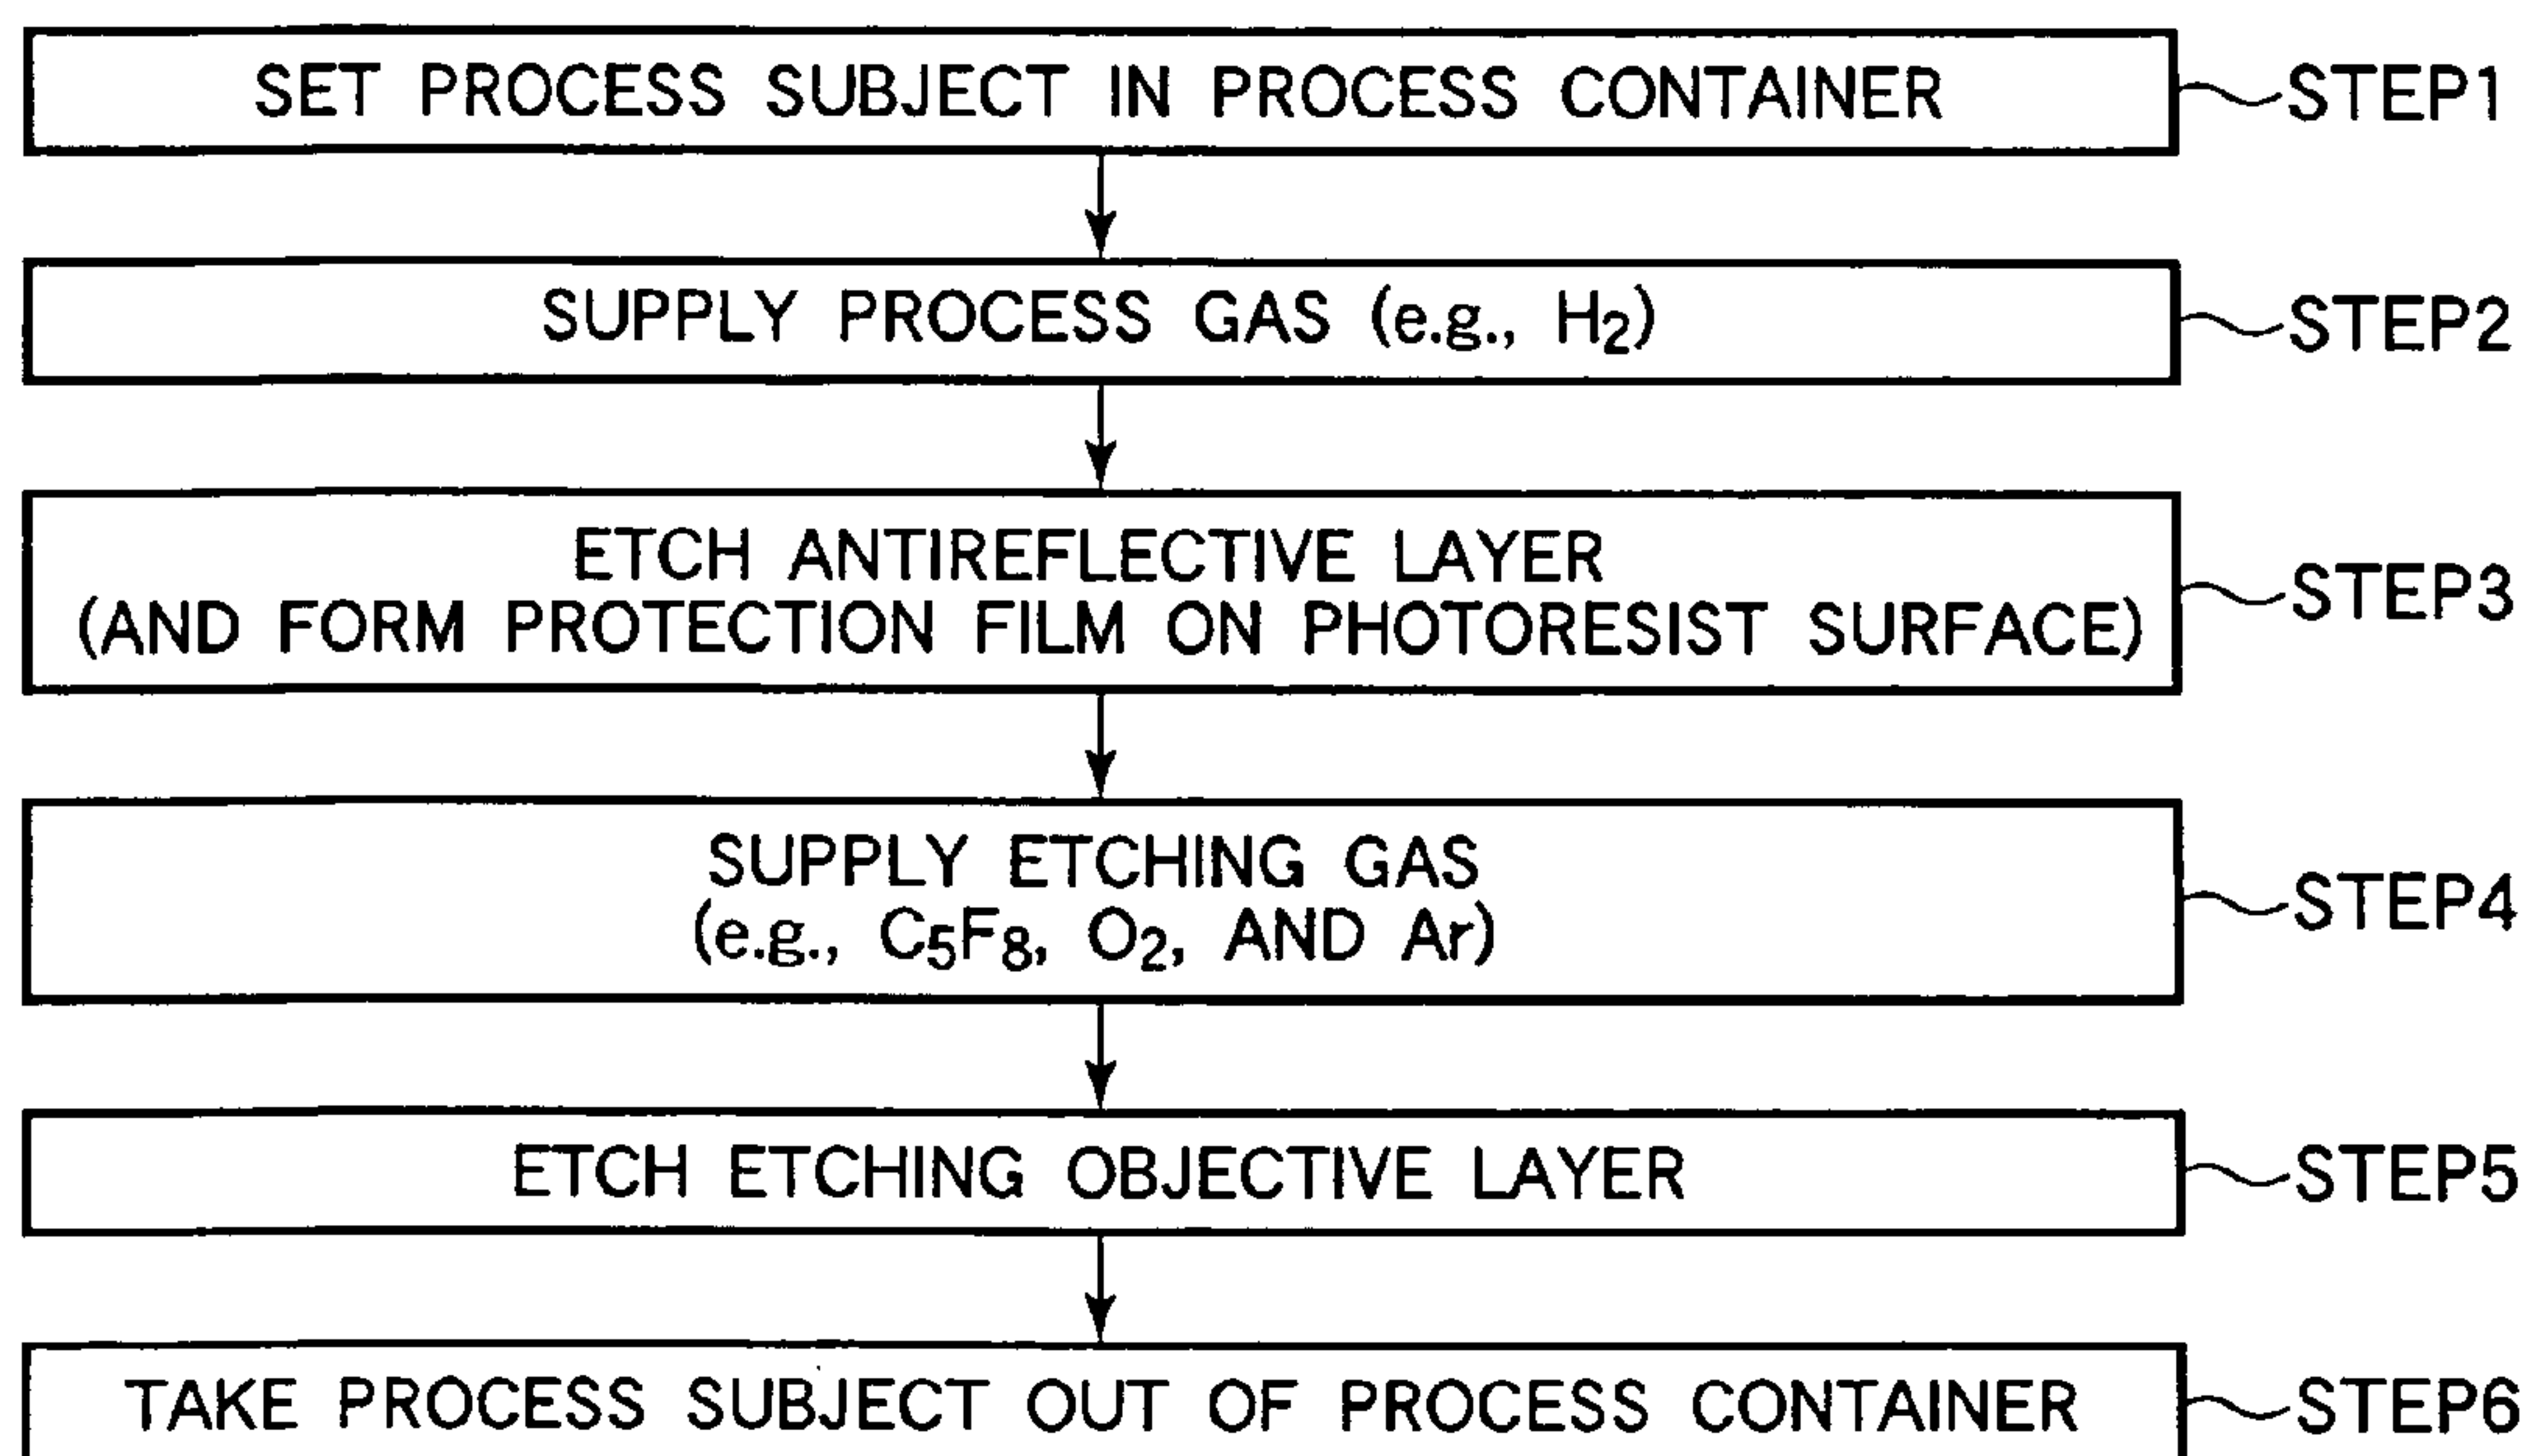 SET PROCESS SUBJECT IN PROCESS CONTAINER
STEP1
SUPPLY PROCESS GAS (e.g., H₂)
STEP2
ETCH ANTIREFLECTIVE LAYER
(AND FORM PROTECTION FILM ON PHOTORESIST SURFACE)
STEP3
SUPPLY ETCHING GAS
(e.g., C₅F₈, O₂, AND Ar)
STEP4
ETCH ETCHING OBJECTIVE LAYER
STEP5
TAKE PROCESS SUBJECT OUT OF PROCESS CONTAINER
STEP6